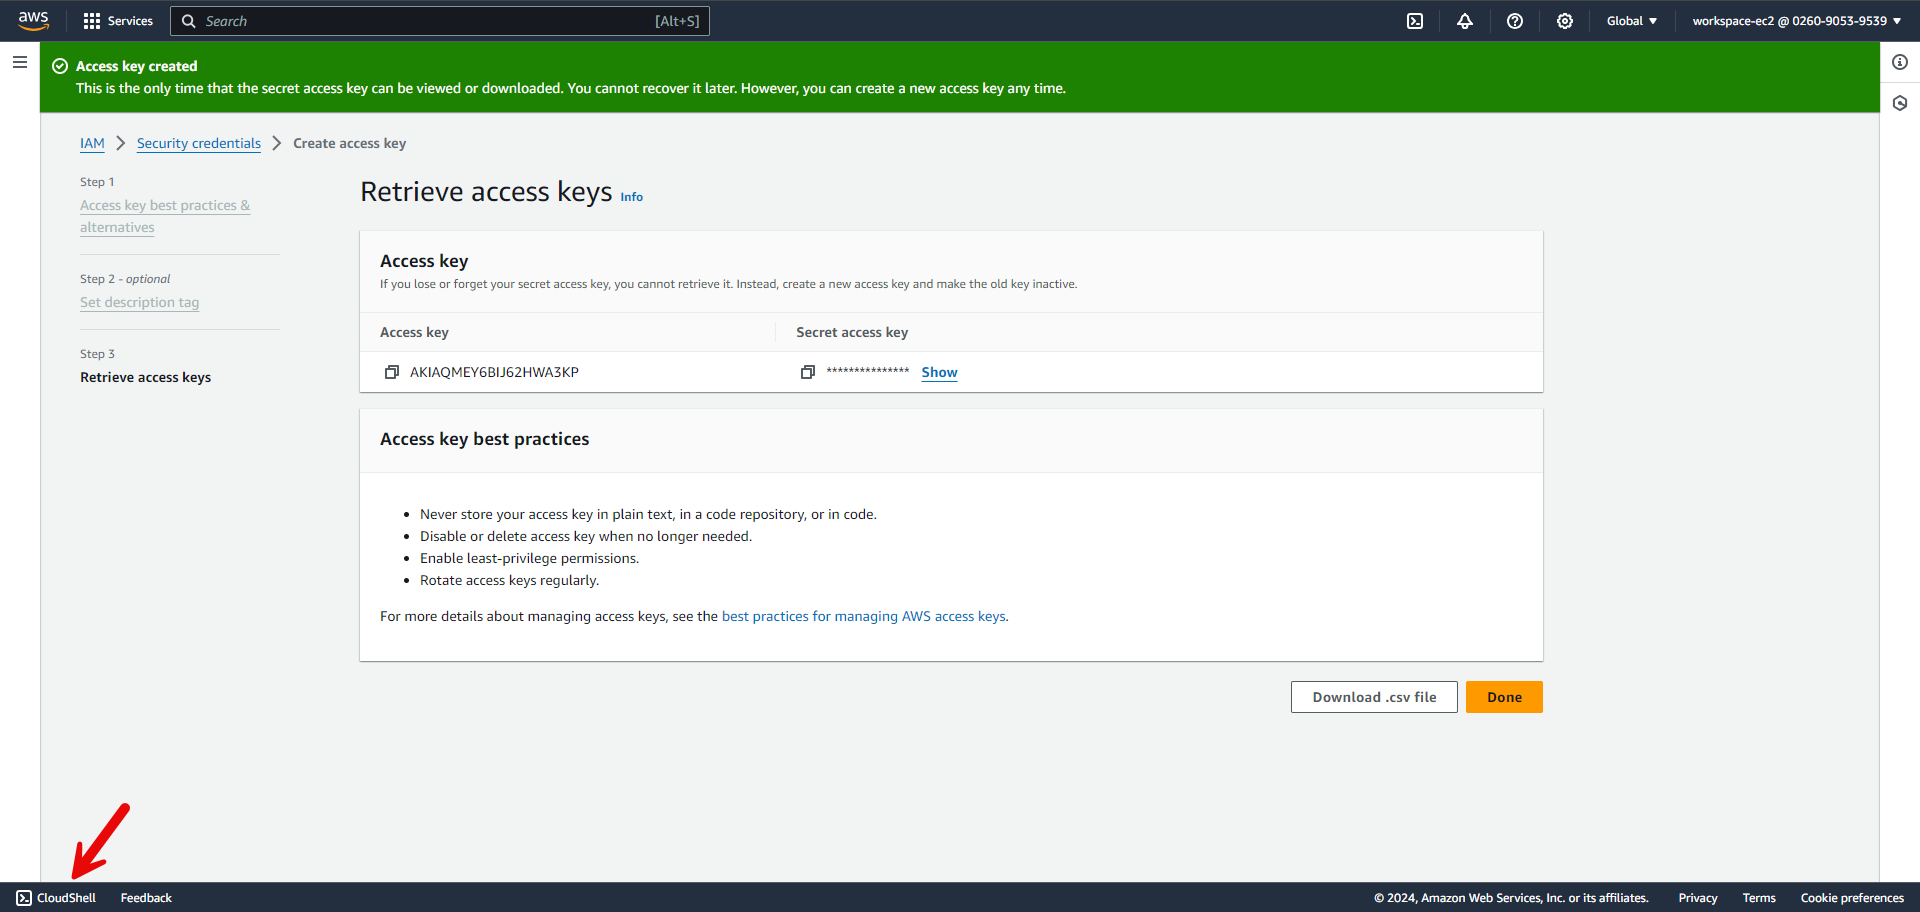 aws
Services
Search [Alt+S]
Global
workspace-ec2 @ 0260-9053-9539
Access key created
This is the only time that the secret access key can be viewed or downloaded. You cannot recover it later. However, you can create a new access key any time.
IAM
Security credentials
Create access key
Step 1
Access key best practices &
alternatives
Step 2 - optional
Set description tag
Step 3
Retrieve access keys
Retrieve access keys Info
Access key
If you lose or forget your secret access key, you cannot retrieve it. Instead, create a new access key and make the old key inactive.
Access key
Secret access key
AKIAQMEY6BIJ62HWA3KP
*************** Show
Access key best practices
• Never store your access key in plain text, in a code repository, or in code.
• Disable or delete access key when no longer needed.
• Enable least-privilege permissions.
• Rotate access keys regularly.
For more details about managing access keys, see the best practices for managing AWS access keys.
Download .csv file
Done
CloudShell
Feedback
© 2024, Amazon Web Services, Inc. or its affiliates.
Privacy
Terms
Cookie preferences